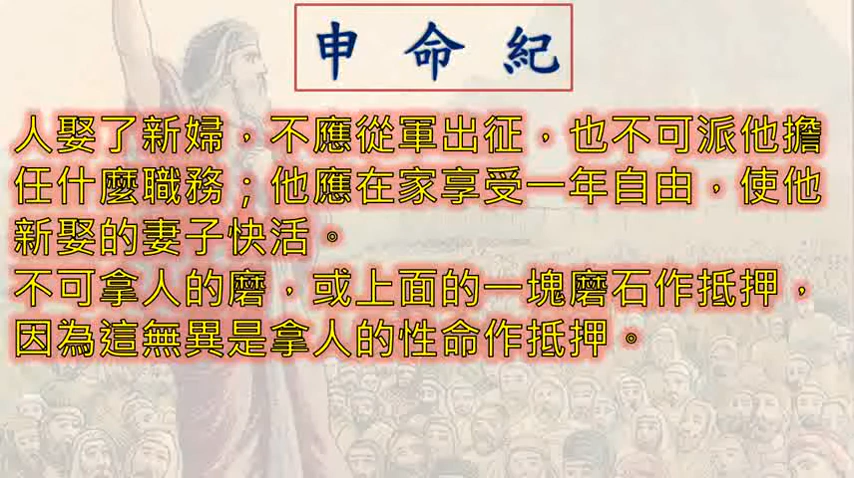 申命紀
人娶了新婦，不應從軍出征，也不可派他擔
任什麼職務；他應在家享受一年自由，使他
新娶的妻子快活。
不可拿人的磨，或上面的一塊磨石作抵押，
因為這無異是拿人的性命作抵押。